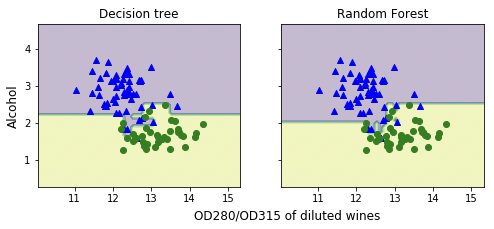 Decision tree
Random Forest
Alcohol
4
3
2
1
11 12 13 14 15
11 12 13 14 15
OD280/OD315 of diluted wines